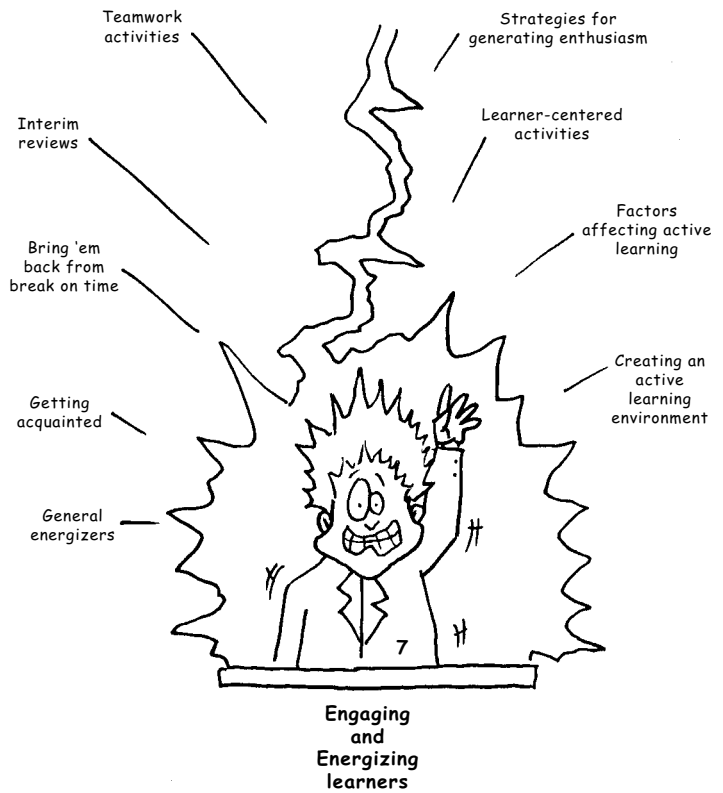 Teamwork
activities
Strategies for
generating enthusiasm
Interim
reviews
Learner-centered
activities
Bring 'em
back from
break on time
Factors
affecting active
learning
Getting
acquainted
Creating an
active
learning
environment
General
energizers
7
Engaging
and
Energizing
learners